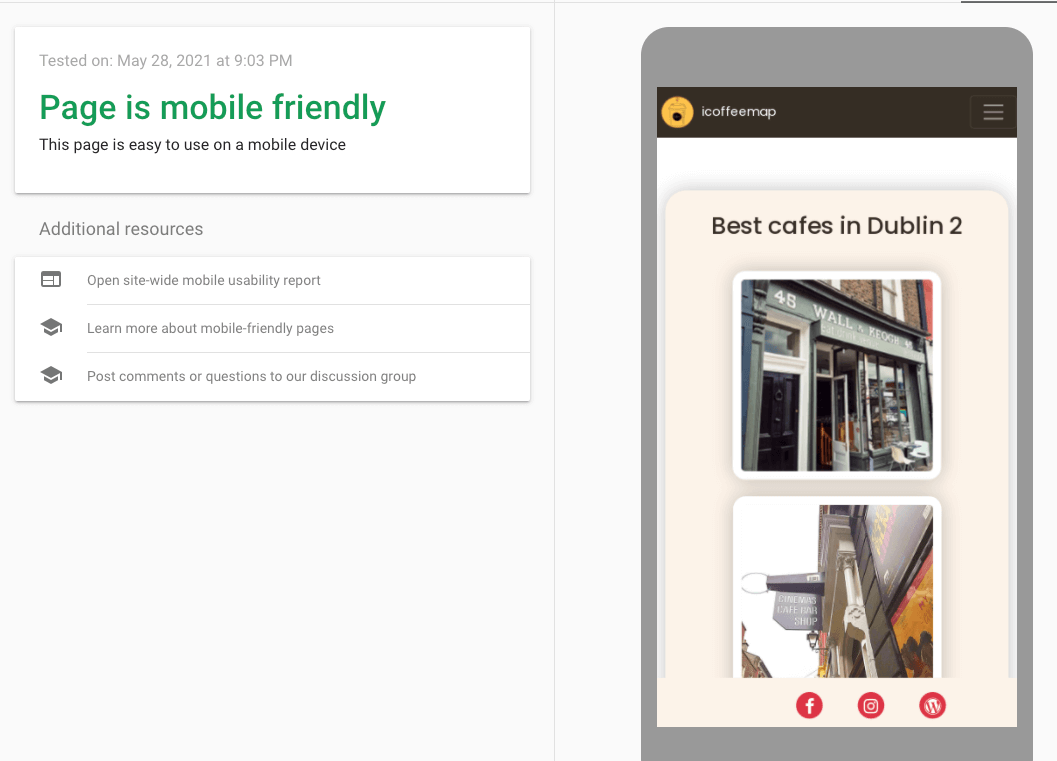 Tested on: May 28, 2021 at 9:03 PM
Page is mobile friendly
This page is easy to use on a mobile device
Additional resources
Open site-wide mobile usability report
Learn more about mobile-friendly pages
Post comments or questions to our discussion group
icoffeemap
Best cafes in Dublin 2
45 WALL & KEOGH 45
CINEMAS
CAFE BAR
SHOP